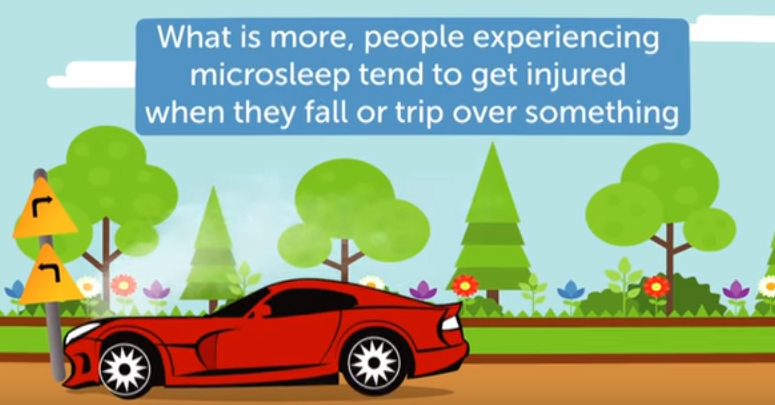 What is more, people experiencing
microsleep tend to get injured
when they fall or trip over something